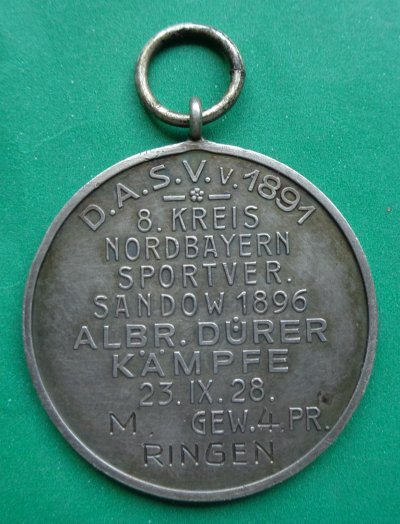 D.A.S.V. v. 1891
8. KREIS
NORDBAYERN
SPORTVER.
SANDOW 1896
ALBR. DÜRER
KÄMPFE
23. IX. 28.
M. GEW. 4. PR.
RINGEN